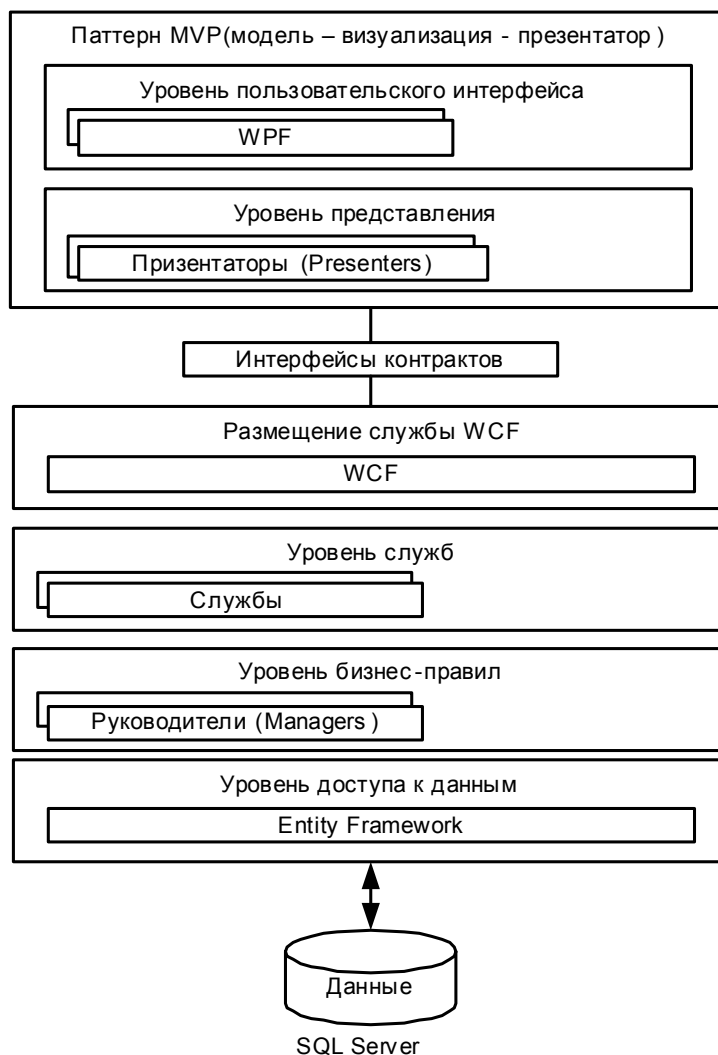 Паттерн MVP(модель – визуализация - презентатор )
Уровень пользовательского интерфейса
WPF
Уровень представления
Призентаторы (Presenters)
Интерфейсы контрактов
Размещение службы WCF
WCF
Уровень служб
Службы
Уровень бизнес-правил
Руководители (Managers )
Уровень доступа к данным
Entity Framework
Данные
SQL Server